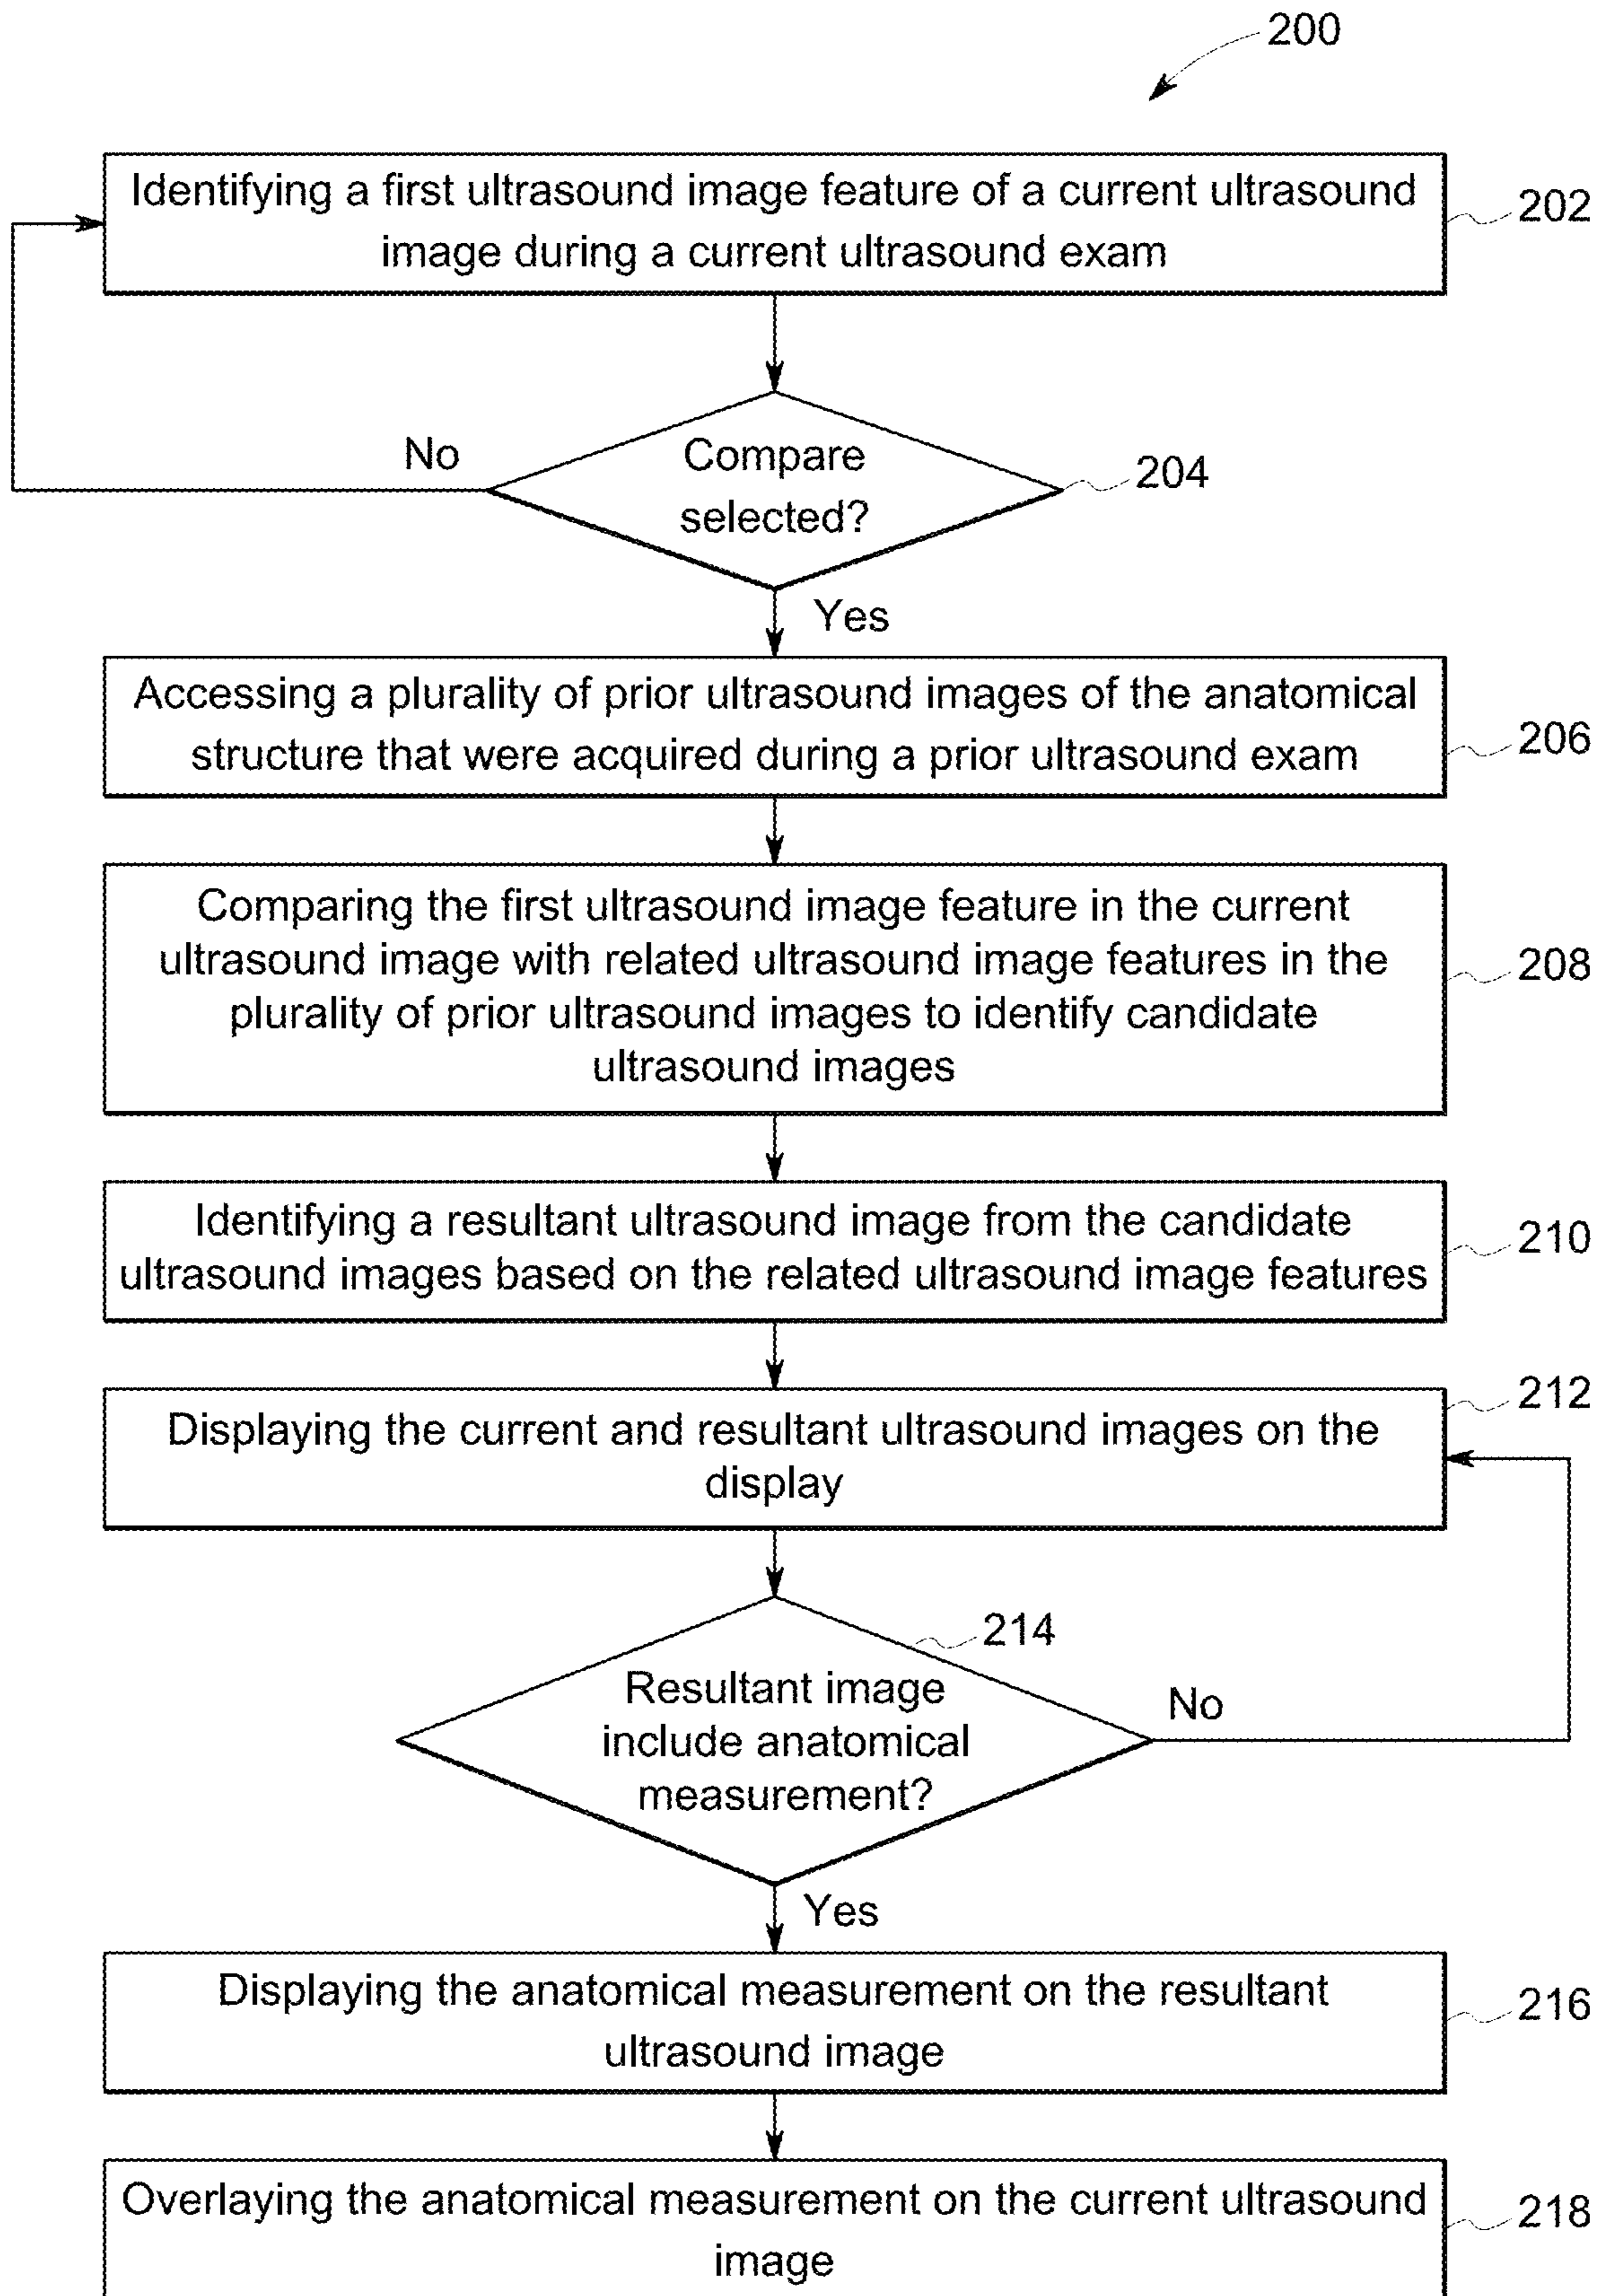 200
Identifying a first ultrasound image feature of a current ultrasound
image during a current ultrasound exam
202
No
Compare
selected?
204
Yes
Accessing a plurality of prior ultrasound images of the anatomical
structure that were acquired during a prior ultrasound exam
206
Comparing the first ultrasound image feature in the current
ultrasound image with related ultrasound image features in the
plurality of prior ultrasound images to identify candidate
ultrasound images
208
Identifying a resultant ultrasound image from the candidate
ultrasound images based on the related ultrasound image features
210
Displaying the current and resultant ultrasound images on the
display
212
214
Resultant image
include anatomical
measurement?
No
Yes
Displaying the anatomical measurement on the resultant
ultrasound image
216
Overlaying the anatomical measurement on the current ultrasound
image
218